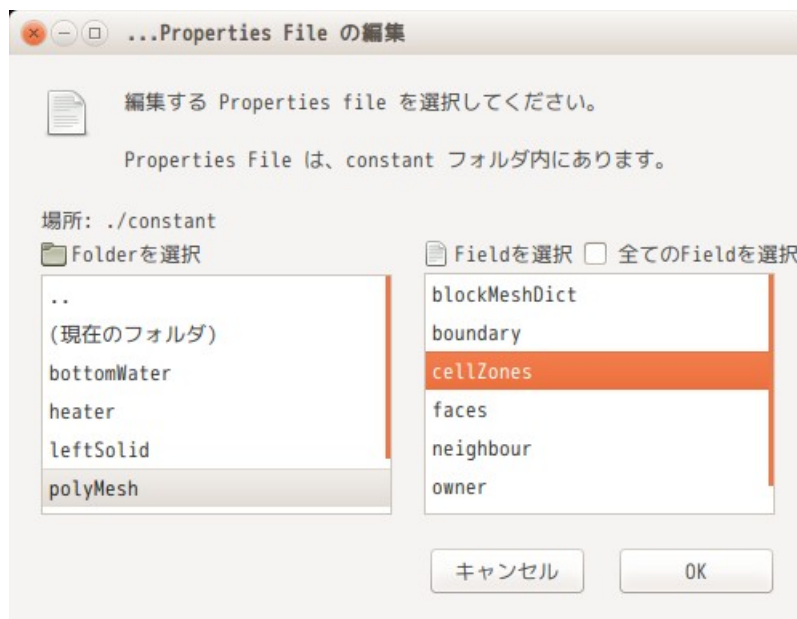 ...Properties File の編集
編集する Properties file を選択してください。
Properties File は、constant フォルダ内にあります。
場所: ./constant
Folderを選択
..
(現在のフォルダ)
bottomWater
heater
leftSolid
polyMesh
Fieldを選択 全てのFieldを選択
blockMeshDict
boundary
cellZones
faces
neighbour
owner
キャンセル
OK